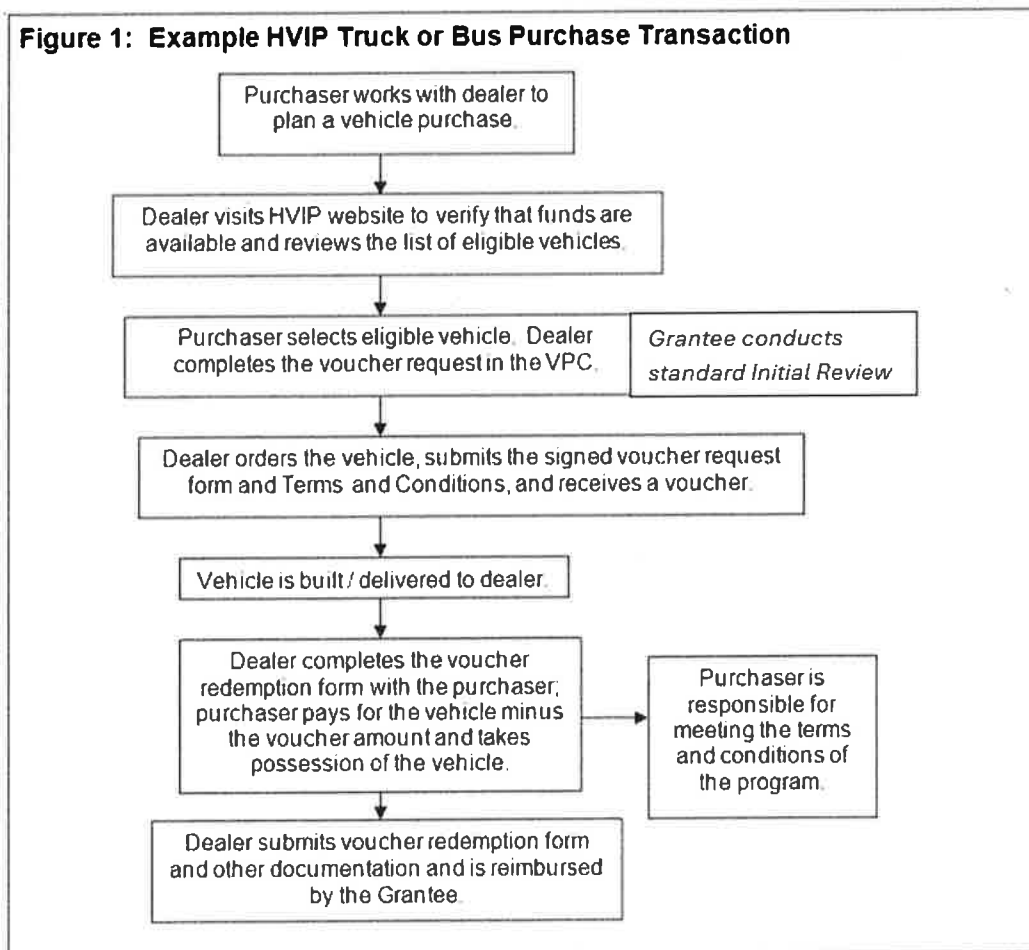 Figure 1: Example HVIP Truck or Bus Purchase Transaction
Purchaser works with dealer to
plan a vehicle purchase.
Dealer visits HVIP website to verify that funds are
available and reviews the list of eligible vehicles.
Purchaser selects eligible vehicle. Dealer
completes the voucher request in the VPC.
Grantee conducts
standard Initial Review
Dealer orders the vehicle, submits the signed voucher request
form and Terms and Conditions, and receives a voucher.
Vehicle is built / delivered to dealer.
Dealer completes the voucher
redemption form with the purchaser;
purchaser pays for the vehicle minus
the voucher amount and takes
possession of the vehicle.
Purchaser is
responsible for
meeting the terms
and conditions of
the program.
Dealer submits voucher redemption form
and other documentation and is reimbursed
by the Grantee.